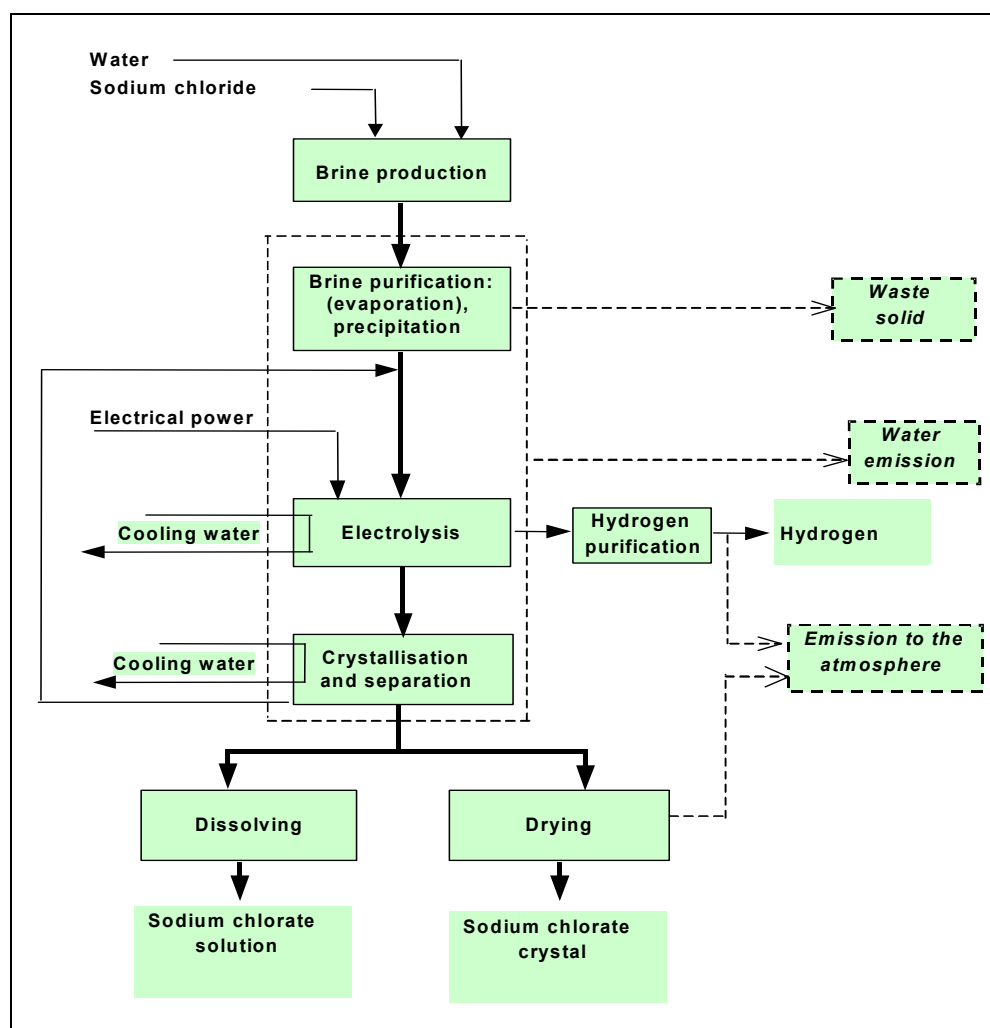 Water
Sodium chloride
Brine production
Brine purification:
(evaporation),
precipitation
Waste
solid
Electrical power
Water
emission
Cooling water
Electrolysis
Hydrogen
purification
Hydrogen
Cooling water
Crystallisation
and separation
Emission to the
atmosphere
Dissolving
Drying
Sodium chlorate
solution
Sodium chlorate
crystal